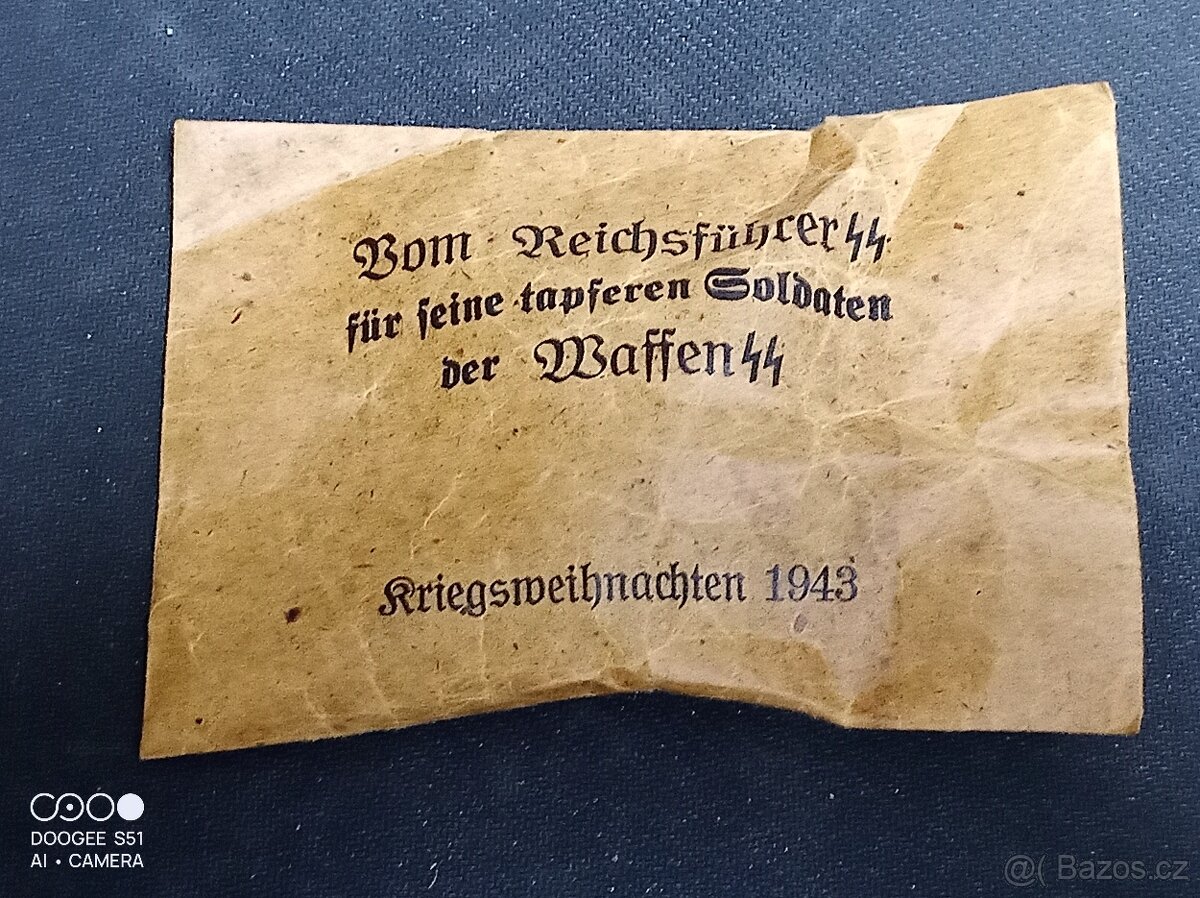 Vom Reichsführer ᛋᛋ
für seine tapferen Soldaten
der Waffen ᛋᛋ
Kriegsweihnachten 1943
DOOGEE S51
AI • CAMERA
@( Bazos.cz